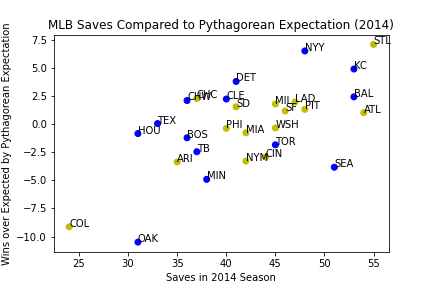 MLB Saves Compared to Pythagorean Expectation (2014)
Wins over Expected by Pythagorean Expectation
7.5
5.0
2.5
0.0
−2.5
−5.0
−7.5
−10.0
STL
NYY
KC
DET
BAL
CHW
CHC
CLE
SD
MIL
LAD
SF
PIT
ATL
TEX
HOU
PHI
MIA
WSH
BOS
TOR
TB
ARI
NYM
CIN
SEA
MIN
COL
OAK
25
30
35
40
45
50
55
Saves in 2014 Season